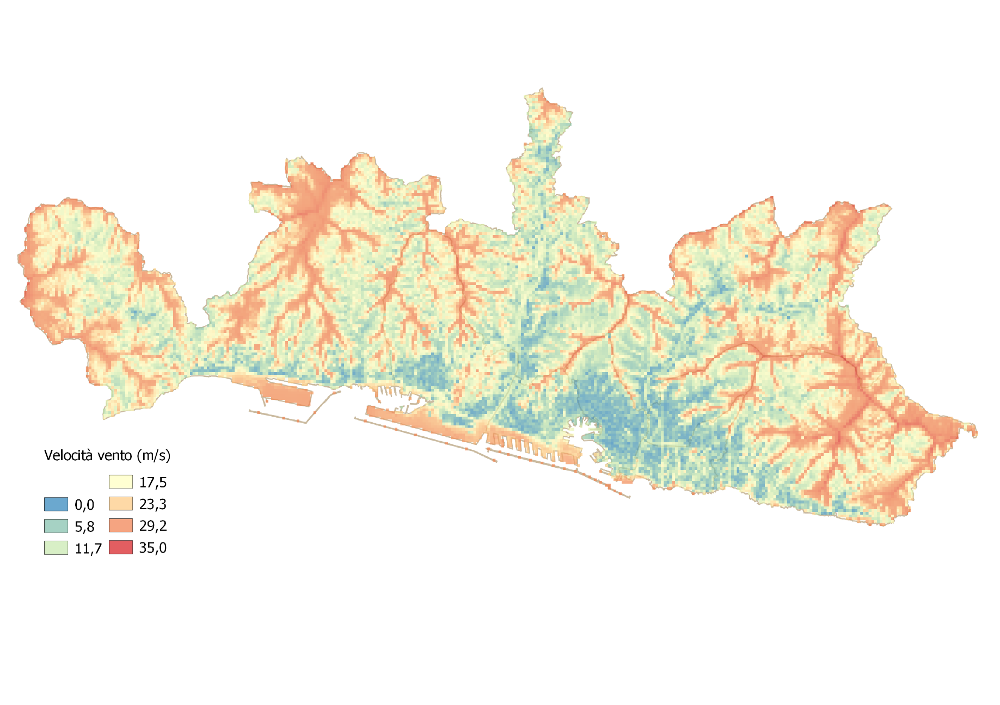 Velocità vento (m/s)
17,5
0,0 23,3
5,8 29,2
11,7 35,0